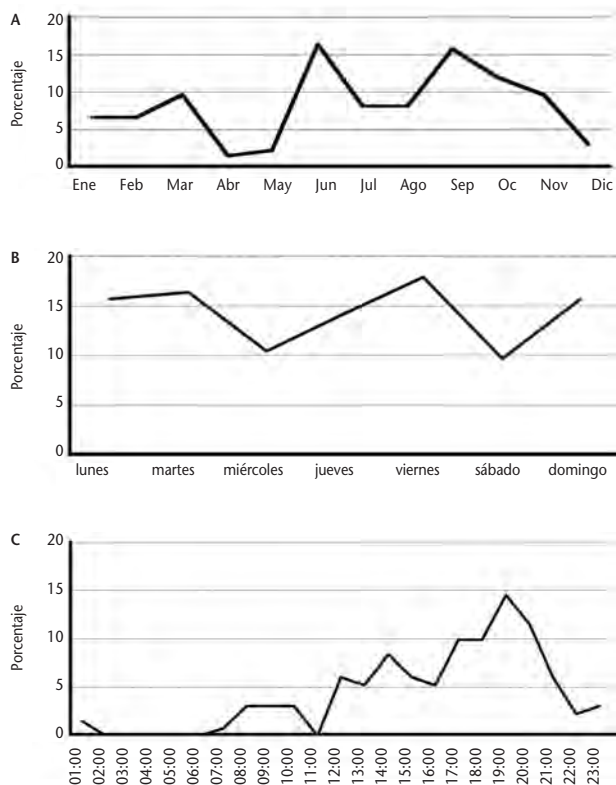 A
Porcentaje
20
15
10
5
0
Ene Feb Mar Abr May Jun Jul Ago Sep Oc Nov Dic
B
Porcentaje
20
15
10
5
0
lunes martes miércoles jueves viernes sábado domingo
C
Porcentaje
20
15
10
5
0
01:00 02:00 03:00 04:00 05:00 06:00 07:00 08:00 09:00 10:00 11:00 12:00 13:00 14:00 15:00 16:00 17:00 18:00 19:00 20:00 21:00 22:00 23:00